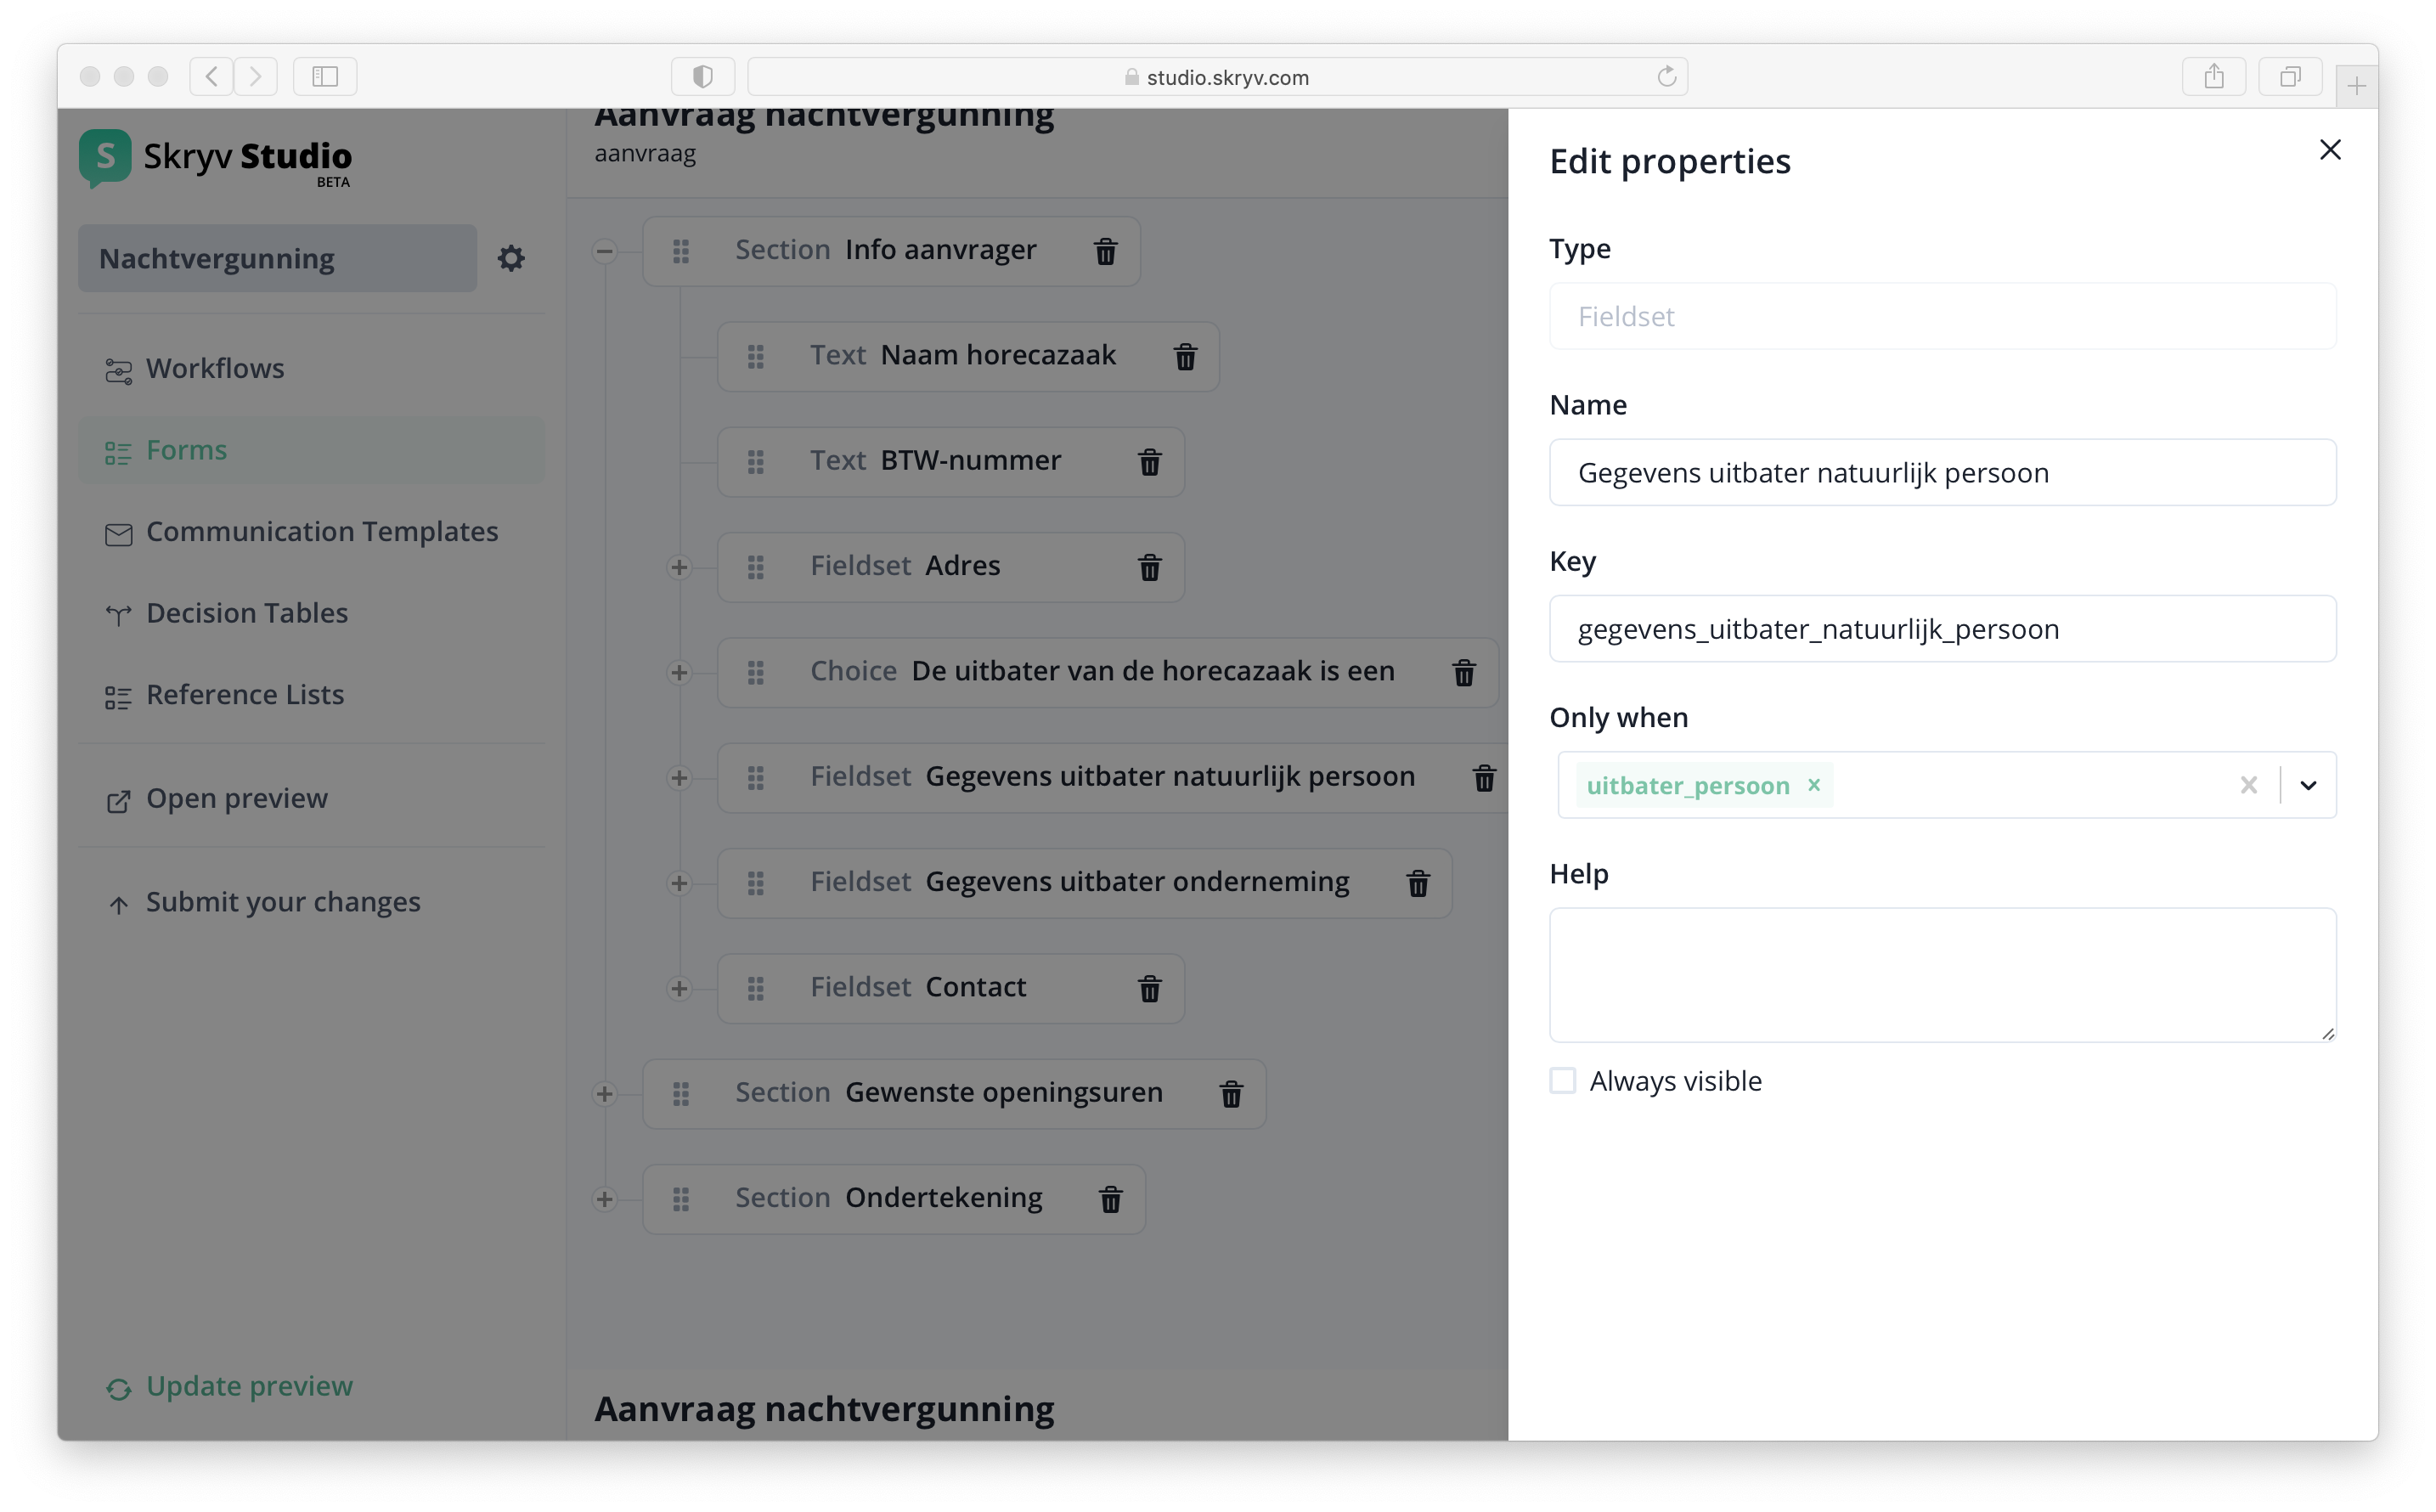 studio.skryv.com
S Skryv Studio
BETA
Nachtvergunning
Workflows
Forms
Communication Templates
Decision Tables
Reference Lists
Open preview
Submit your changes
Update preview
Aanvraag nachtvergunning
aanvraag
Section Info aanvrager
Text Naam horecazaak
Text BTW-nummer
Fieldset Adres
Choice De uitbater van de horecazaak is een
Fieldset Gegevens uitbater natuurlijk persoon
Fieldset Gegevens uitbater onderneming
Fieldset Contact
Section Gewenste openingsuren
Section Ondertekening
Aanvraag nachtvergunning
Edit properties
Type
Fieldset
Name
Gegevens uitbater natuurlijk persoon
Key
gegevens_uitbater_natuurlijk_persoon
Only when
uitbater_persoon
Help
Always visible